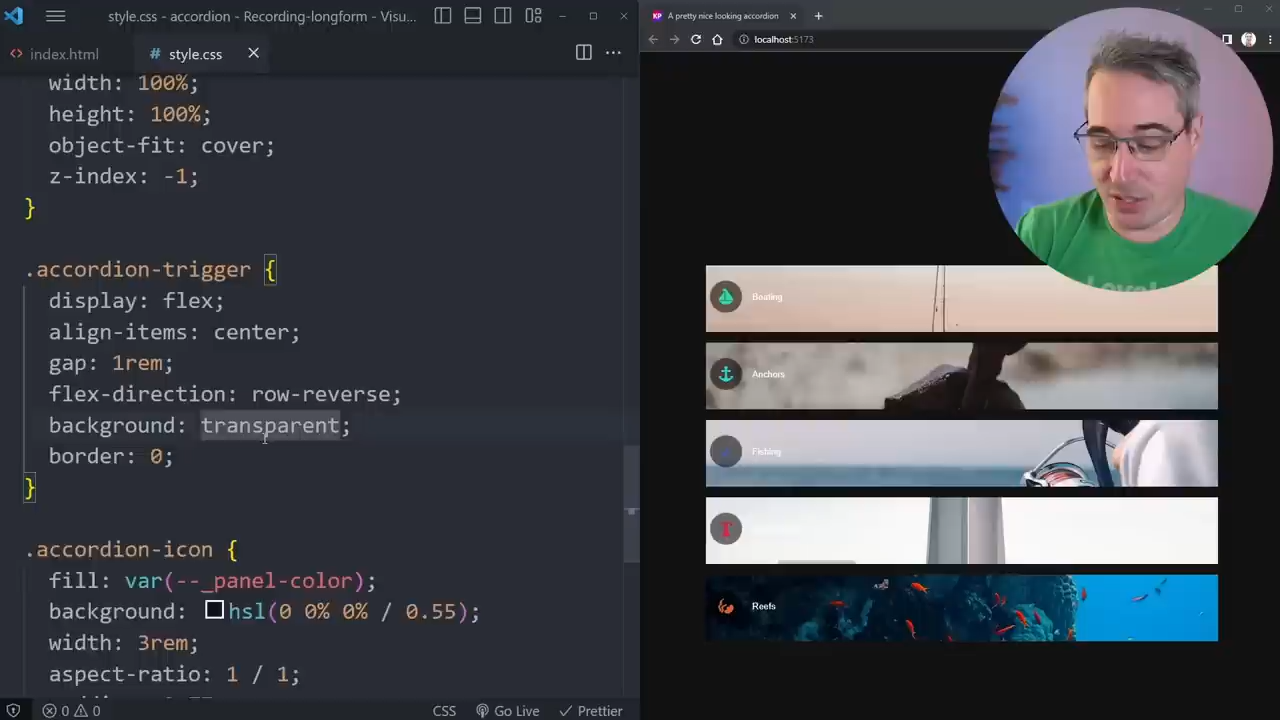 style.css - accordion - Recording-longform - Visu...
index.html
style.css
width: 100%;
height: 100%;
object-fit: cover;
z-index: -1;
}
.accordion-trigger {
display: flex;
align-items: center;
gap: 1rem;
flex-direction: row-reverse;
background: transparent;
border: 0;
}
.accordion-icon {
fill: var(--_panel-color);
background: hsl(0 0% 0% / 0.55);
width: 3rem;
aspect-ratio: 1 / 1;
0 0
CSS
Go Live
Prettier
KP A pretty nice looking accordion
localhost:5173
Boating
Anchors
Fishing
Reefs